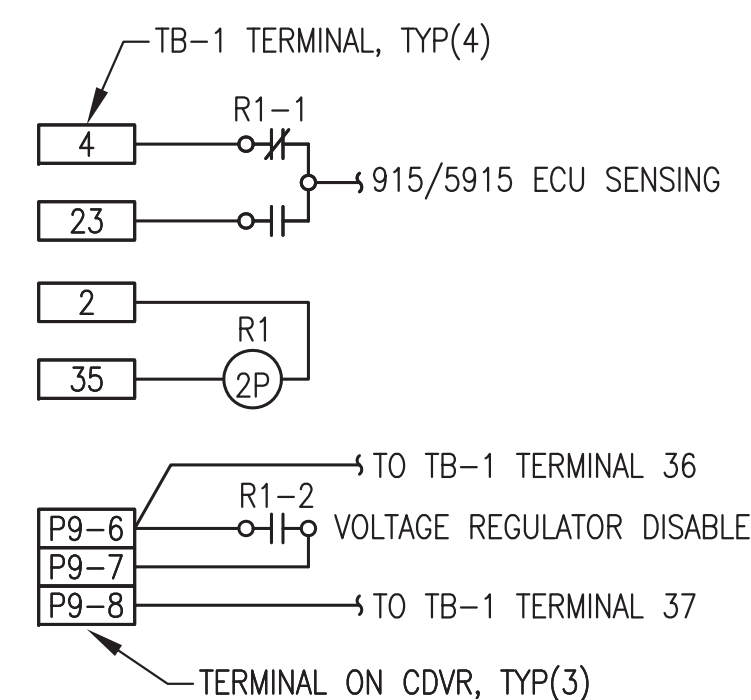 TB-1 TERMINAL, TYP(4)
R1-1
4
915/5915 ECU SENSING
23
2
R1
35
2P
TO TB-1 TERMINAL 36
R1-2
P9-6
VOLTAGE REGULATOR DISABLE
P9-7
P9-8
TO TB-1 TERMINAL 37
TERMINAL ON CDVR, TYP(3)